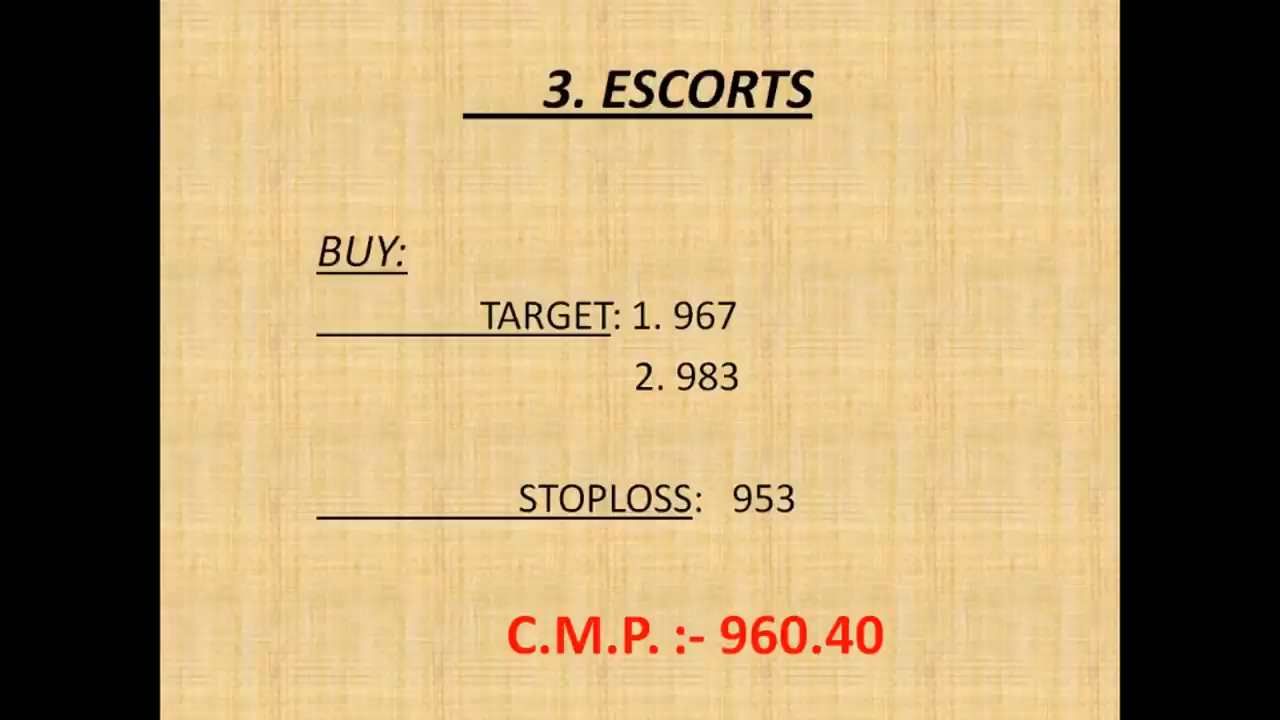 3. ESCORTS
BUY:
TARGET: 1. 967
2. 983
STOPLOSS: 953
C.M.P. :- 960.40